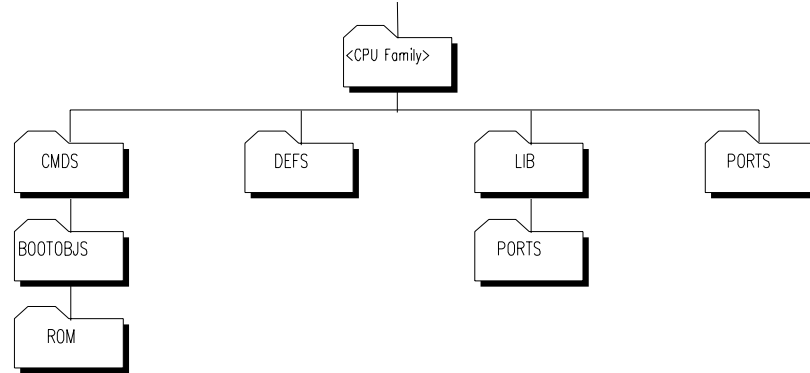 <CPU Family>
CMDS
DEFS
LIB
PORTS
BOOTOBJS
PORTS
ROM